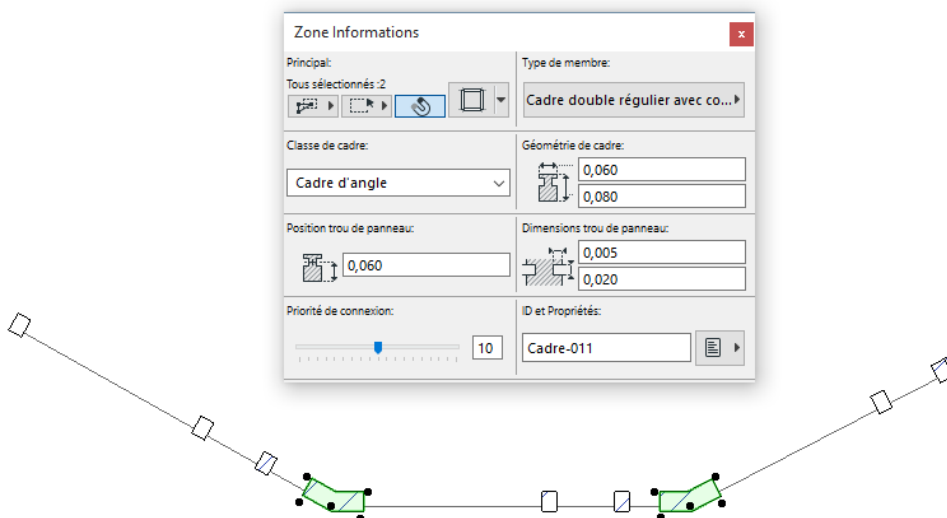 Zone Informations
x
Principal:
Type de membre:
Tous sélectionnés :2
Cadre double régulier avec co...
Classe de cadre:
Géométrie de cadre:
Cadre d'angle
0,060
0,080
Position trou de panneau:
Dimensions trou de panneau:
0,060
0,005
0,020
Priorité de connexion:
ID et Propriétés:
10
Cadre-011